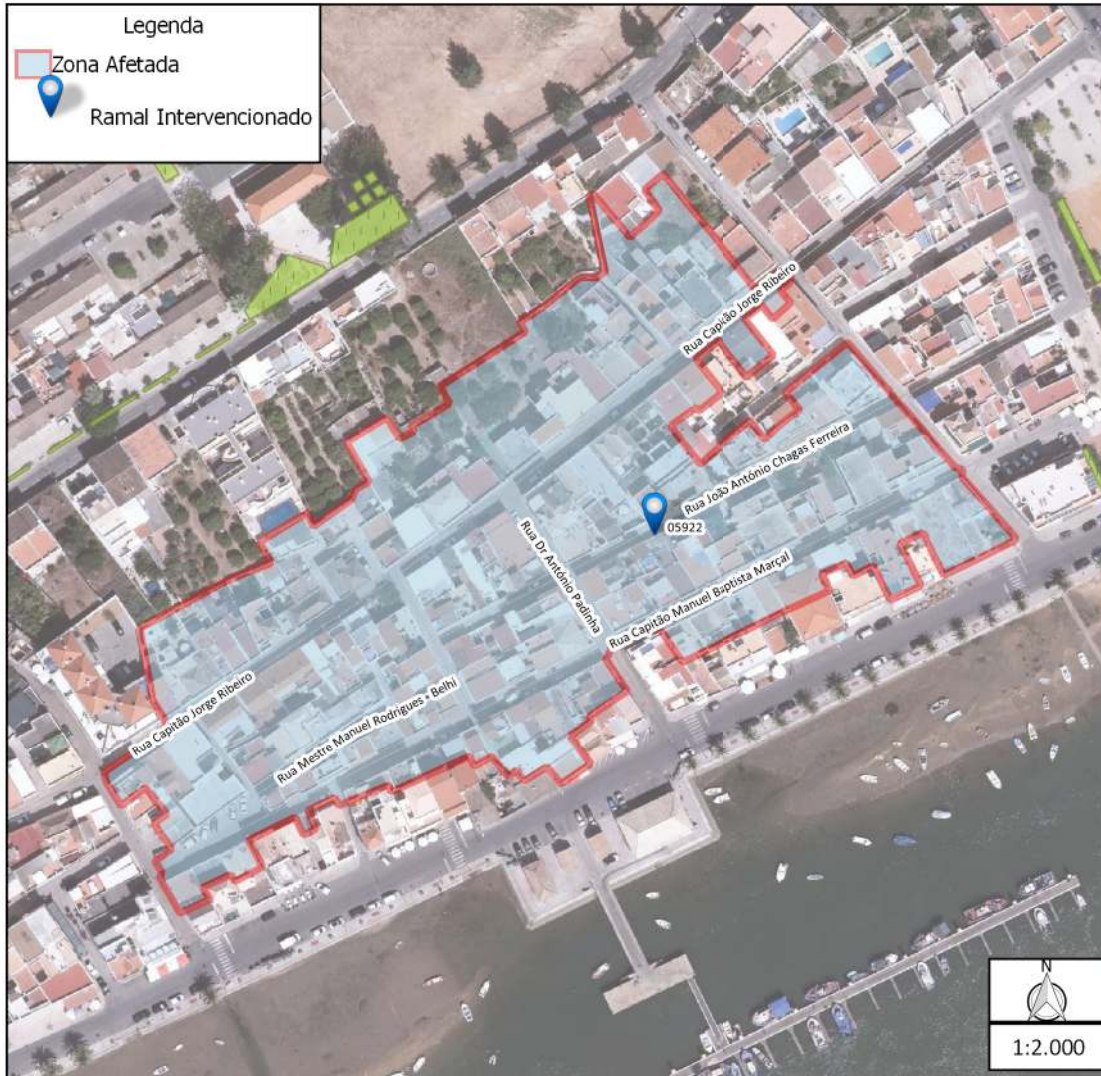 Legenda
Zona Afetada
Ramal Intervencionado
Rua Capitão Jorge Ribeiro
Rua João António Chagas Ferreira
05922
Rua Dr António Padinha
Rua Capitão Manuel Baptista Marçal
Rua Capitão Jorge Ribeiro
Rua Mestre Manuel Rodrigues - Belhi
N
1:2.000